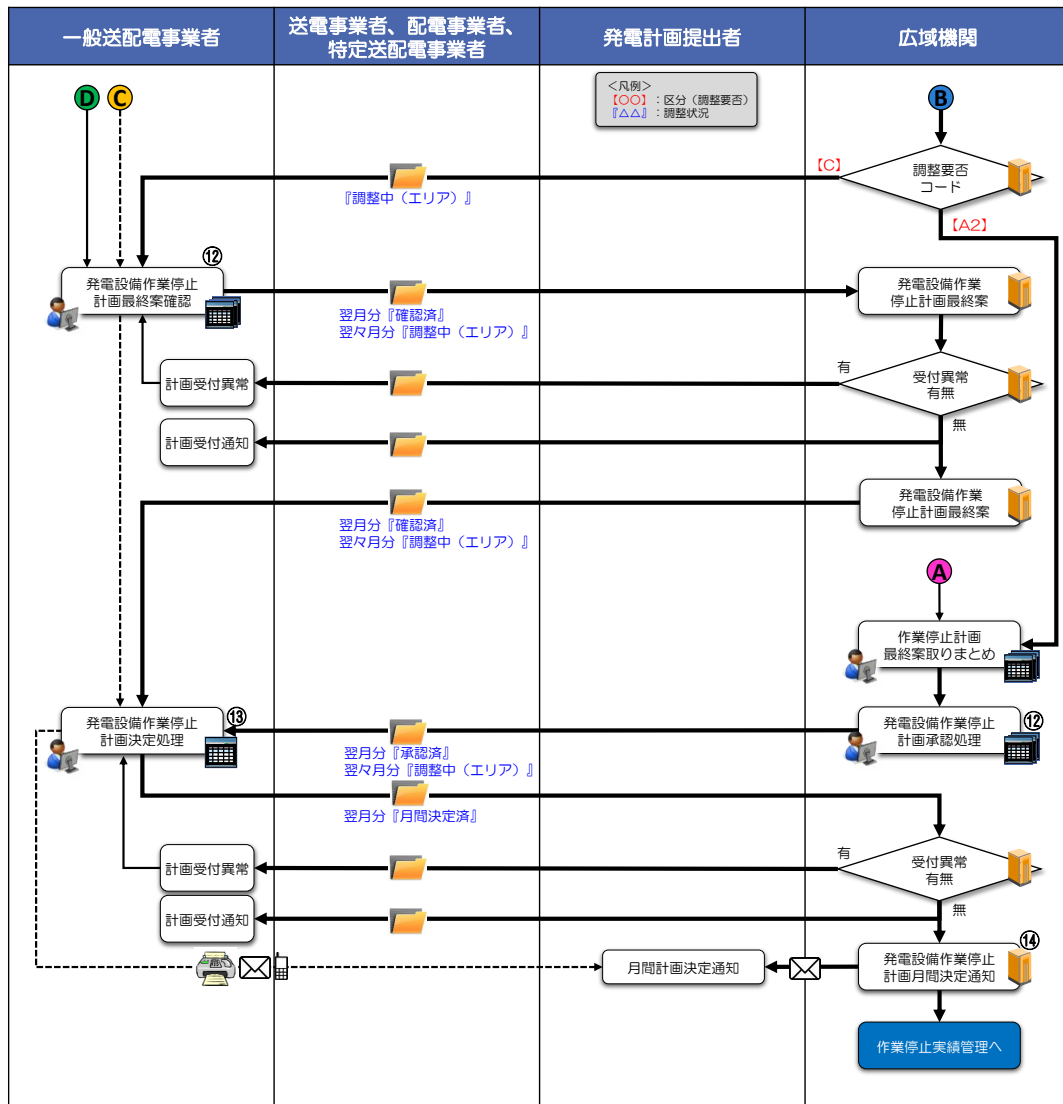 一般送配電事業者
送電事業者、配電事業者、
特定送配電事業者
発電計画提出者
広域機関
<凡例>
【〇〇】：区分（調整要否）
『△△』：調整状況
D
C
B
調整要否
コード
【C】
【A2】
『調整中（エリア）』
⑫
発電設備作業停止
計画最終案確認
翌月分『確認済』
翌々月分『調整中（エリア）』
発電設備作業
停止計画最終案
計画受付異常
有
受付異常
有無
無
計画受付通知
発電設備作業
停止計画最終案
翌月分『確認済』
翌々月分『調整中（エリア）』
A
作業停止計画
最終案取りまとめ
発電設備作業停止
計画決定処理
⑬
発電設備作業停止
計画承認処理
⑫
翌月分『承認済』
翌々月分『調整中（エリア）』
翌月分『月間決定済』
計画受付異常
有
受付異常
有無
無
計画受付通知
月間計画決定通知
発電設備作業停止
計画月間決定通知
⑭
作業停止実績管理へ